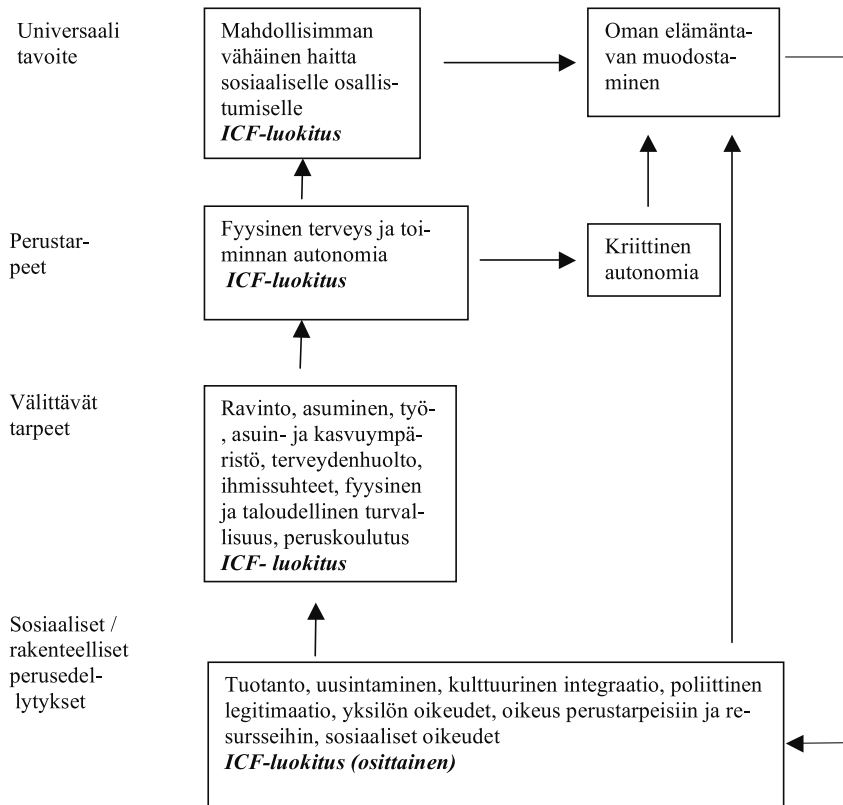 Universaali
tavoite
Mahdollisimman
vähäinen haitta
sosiaaliselle osallis-
tumiselle
ICF-luokitus
Oman elämänta-
van muodosta-
minen
Perustar-
peet
Fyysinen terveys ja toi-
minnan autonomia
ICF-luokitus
Kriittinen
autonomia
Välittävät
tarpeet
Ravinto, asuminen, työ-
, asuin- ja kasvuympä-
ristö, terveydenhuolto,
ihmissuhteet, fyysinen
ja taloudellinen turval-
lisuus, peruskoulutus
ICF- luokitus
Sosiaaliset /
rakenteelliset
perusedel-
lytykset
Tuotanto, uusintaminen, kulttuurinen integraatio, poliittinen
legitimaatio, yksilön oikeudet, oikeus perustarpeisiin ja re-
sursseihin, sosiaaliset oikeudet
ICF-luokitus (osittainen)